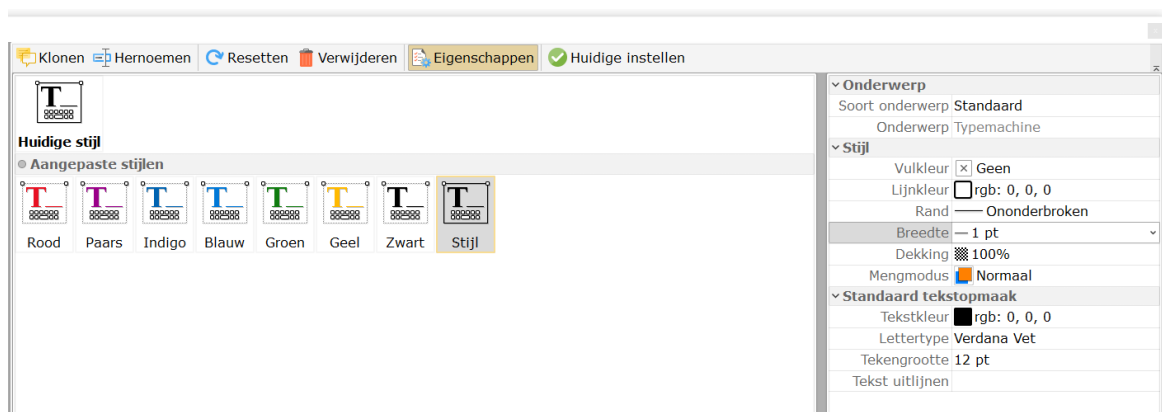 Klonen Hernoemen Resetten Verwijderen Eigenschappen Huidige instellen
T
Huidige stijl
Aangepaste stijlen
T T T T T T T T
Rood Paars Indigo Blauw Groen Geel Zwart Stijl
Onderwerp
Soort onderwerp Standaard
Onderwerp Typemachine
Stijl
Vulkleur Geen
Lijnkleur rgb: 0, 0, 0
Rand Ononderbroken
Breedte 1 pt
Dekking 100%
Mengmodus Normaal
Standaard tekstopmaak
Tekstkleur rgb: 0, 0, 0
Lettertype Verdana Vet
Tekengrootte 12 pt
Tekst uitlijnen